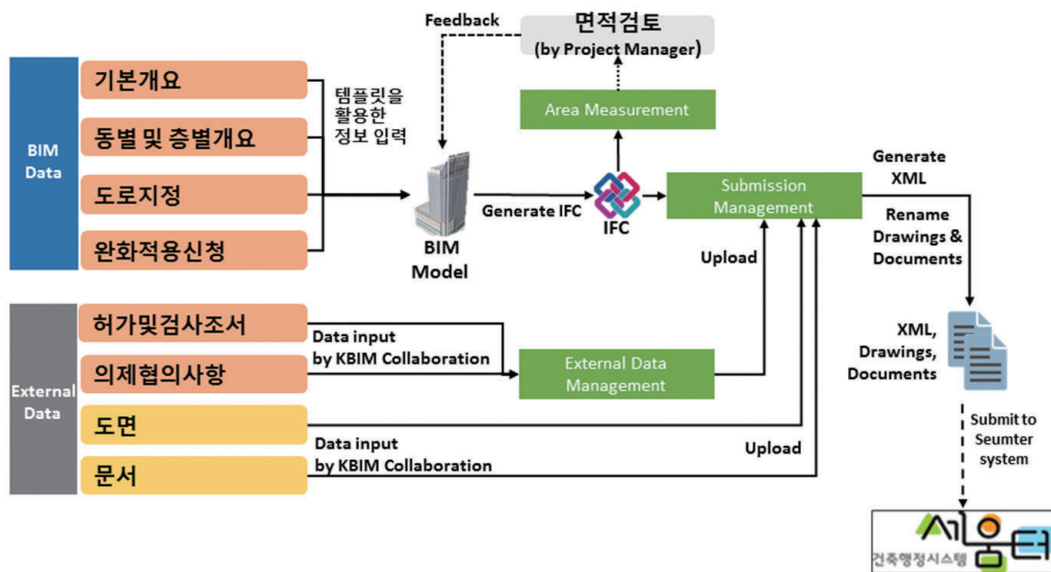 Feedback
면적검토
(by Project Manager)
BIM
Data
기본개요
동별 및 층별개요
도로지정
완화적용신청
템플릿을
활용한
정보 입력
BIM
Model
Generate IFC
IFC
Area Measurement
Submission
Management
Generate
XML
Rename
Drawings &
Documents
External
Data
허가및검사조서
의제협의사항
도면
문서
Data input
by KBIM Collaboration
External Data
Management
Upload
Data input
by KBIM Collaboration
Upload
XML,
Drawings,
Documents
Submit to
Seumter
system
세움터
건축행정시스템